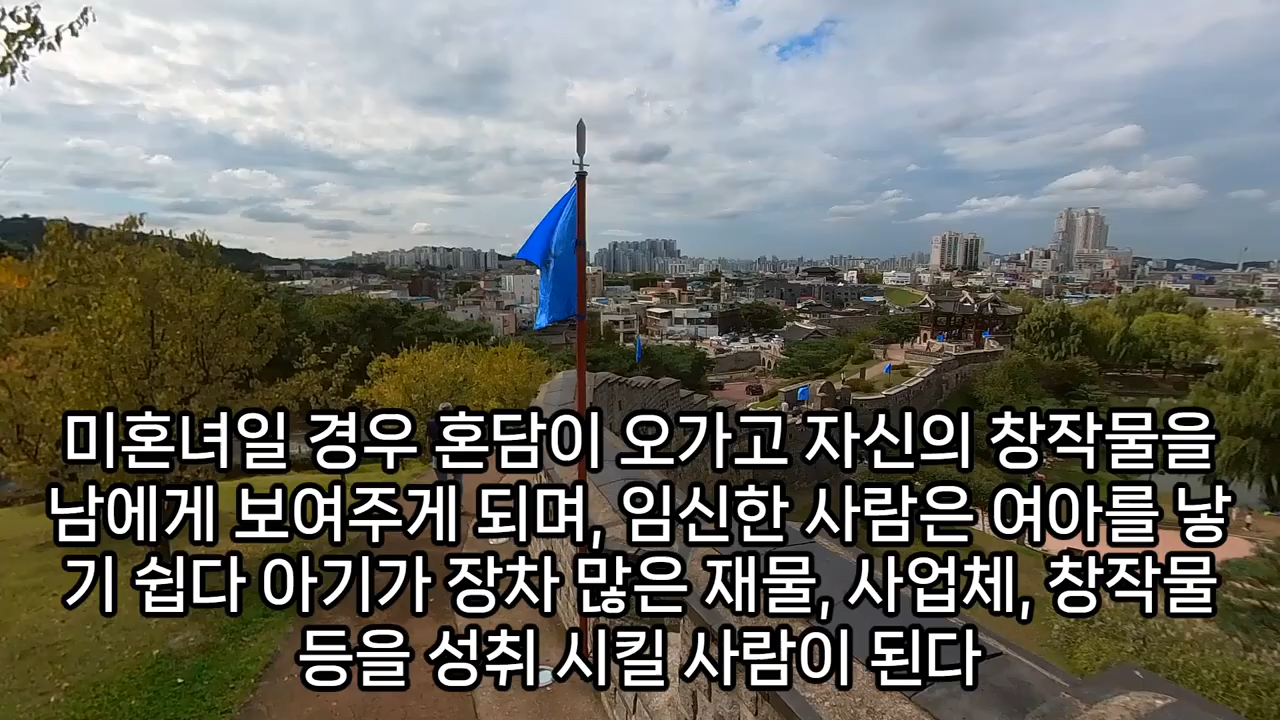 미혼녀일 경우 혼담이 오가고 자신의 창작물을
남에게 보여주게 되며, 임신한 사람은 여아를 낳
기 쉽다 아기가 장차 많은 재물, 사업체, 창작물
등을 성취 시킬 사람이 된다